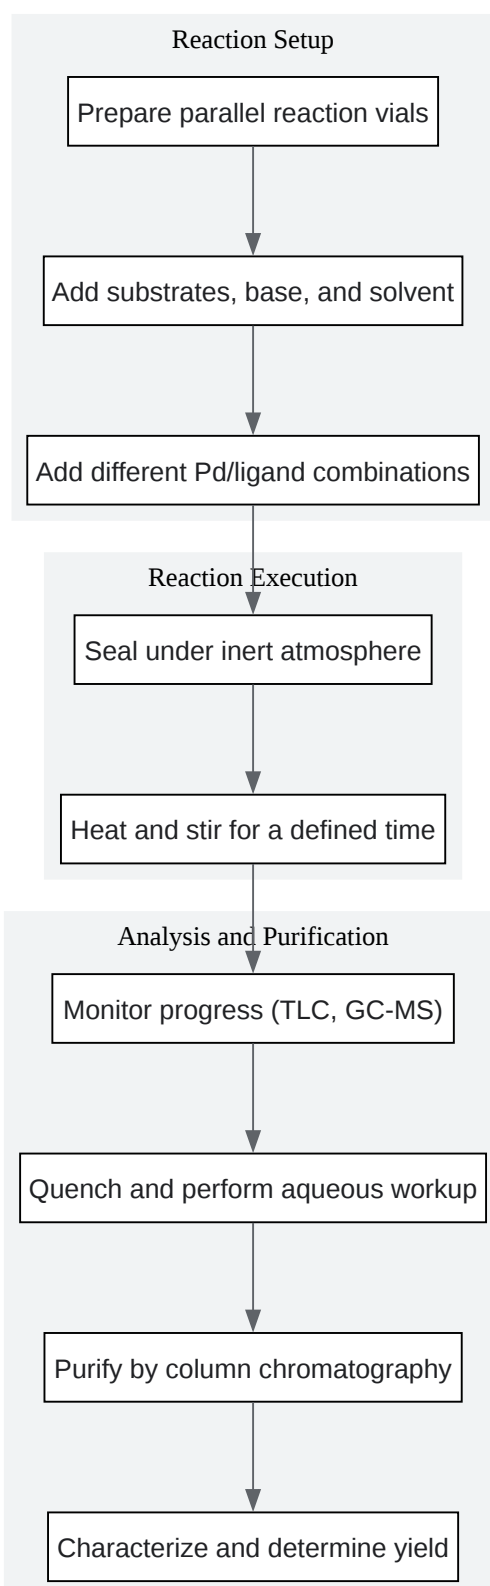 Reaction Setup
Prepare parallel reaction vials
Add substrates, base, and solvent
Add different Pd/ligand combinations
Reaction Execution
Seal under inert atmosphere
Heat and stir for a defined time
Analysis and Purification
Monitor progress (TLC, GC-MS)
Quench and perform aqueous workup
Purify by column chromatography
Characterize and determine yield